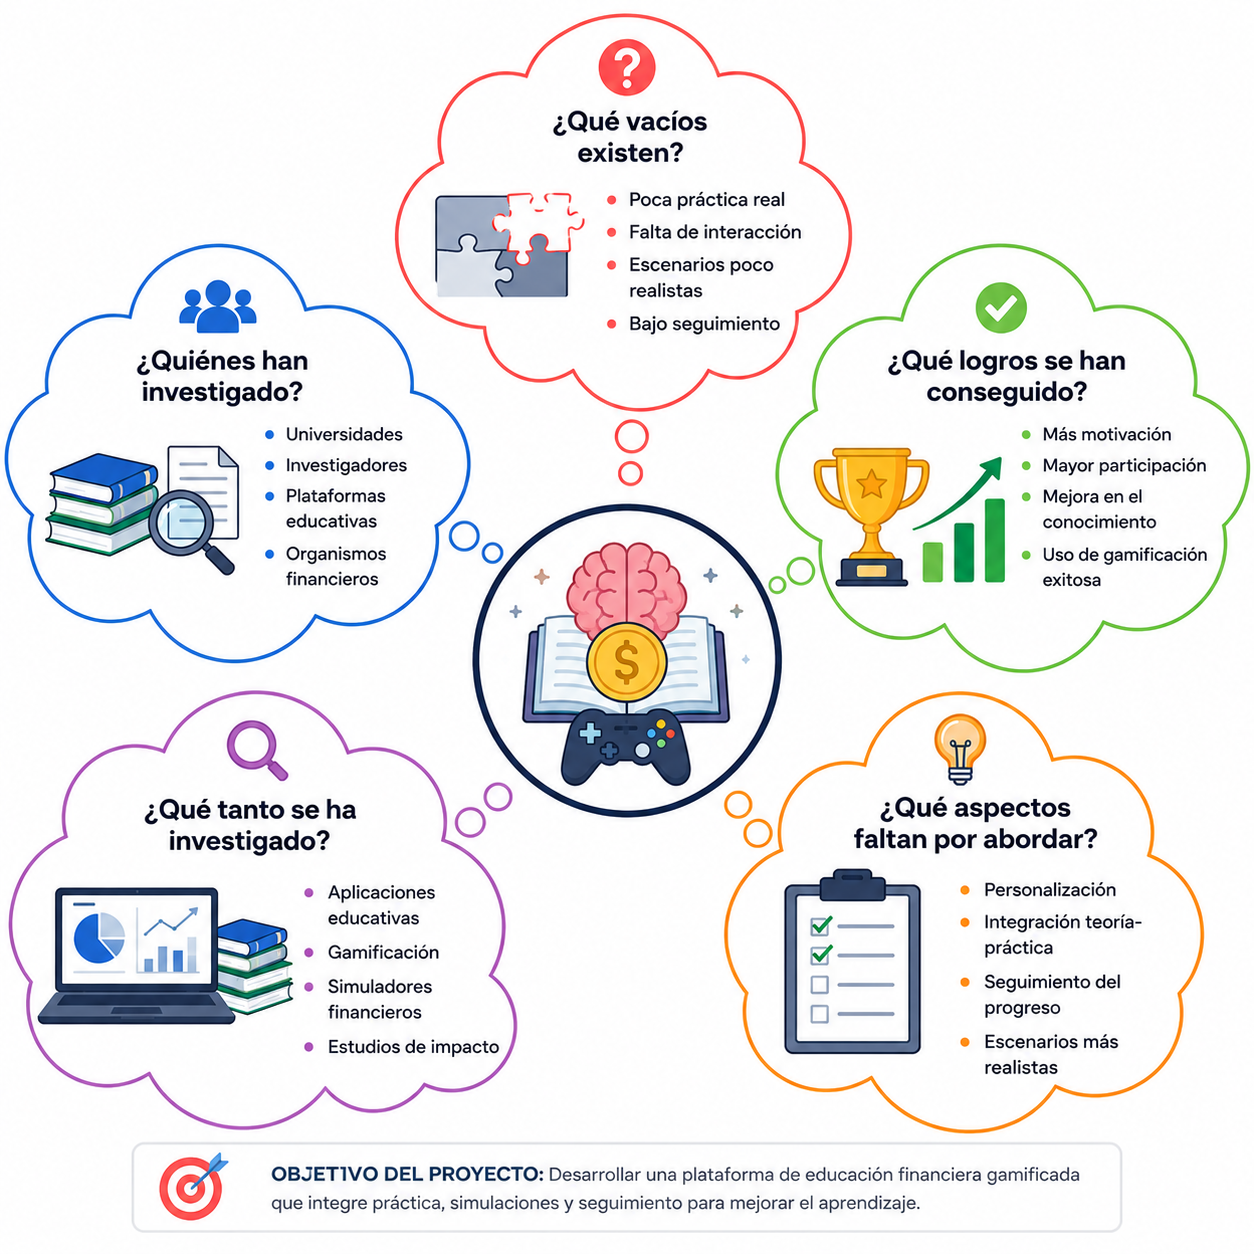 ¿Qué vacíos
existen?
Poca práctica real
Falta de interacción
Escenarios poco
realistas
Bajo seguimiento
¿Quiénes han
investigado?
Universidades
Investigadores
Plataformas
educativas
Organismos
financieros
¿Qué logros se han
conseguido?
Más motivación
Mayor participación
Mejora en el
conocimiento
Uso de gamificación
exitosa
¿Qué tanto se ha
investigado?
Aplicaciones
educativas
Gamificación
Simuladores
financieros
Estudios de impacto
¿Qué aspectos
faltan por abordar?
Personalización
Integración teoría-
práctica
Seguimiento del
progreso
Escenarios más
realistas
OBJETIVO DEL PROYECTO: Desarrollar una plataforma de educación financiera gamificada
que integre práctica, simulaciones y seguimiento para mejorar el aprendizaje.